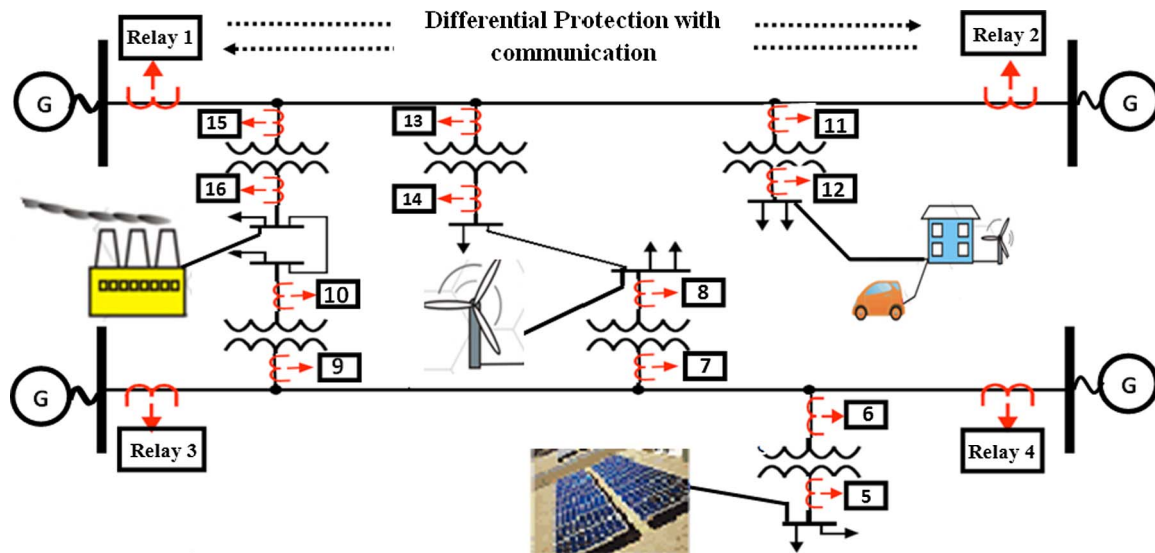 Differential Protection with
communication
Relay 1
Relay 2
G
G
15
13
11
16
14
12
10
8
9
7
G
G
6
Relay 3
Relay 4
5